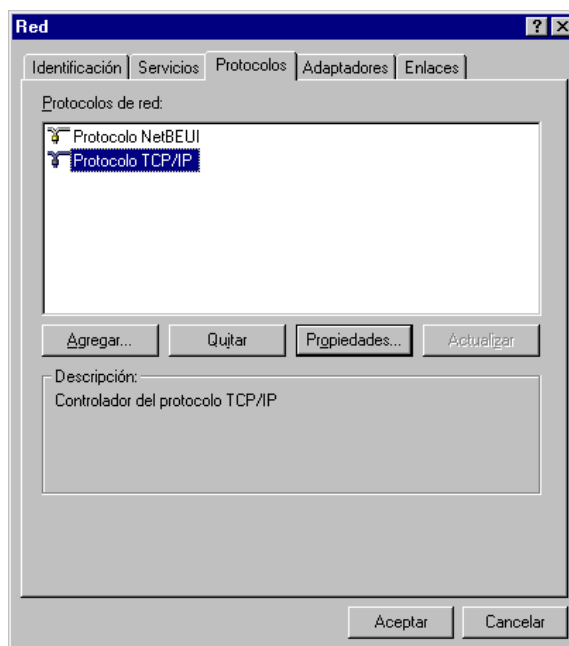 Red
Identificación Servicios Protocolos Adaptadores Enlaces
Protocolos de red:
Protocolo NetBEUI
Protocolo TCP/IP
Agregar... Quitar Propiedades... Actualizar
Descripción:
Controlador del protocolo TCP/IP
Aceptar Cancelar